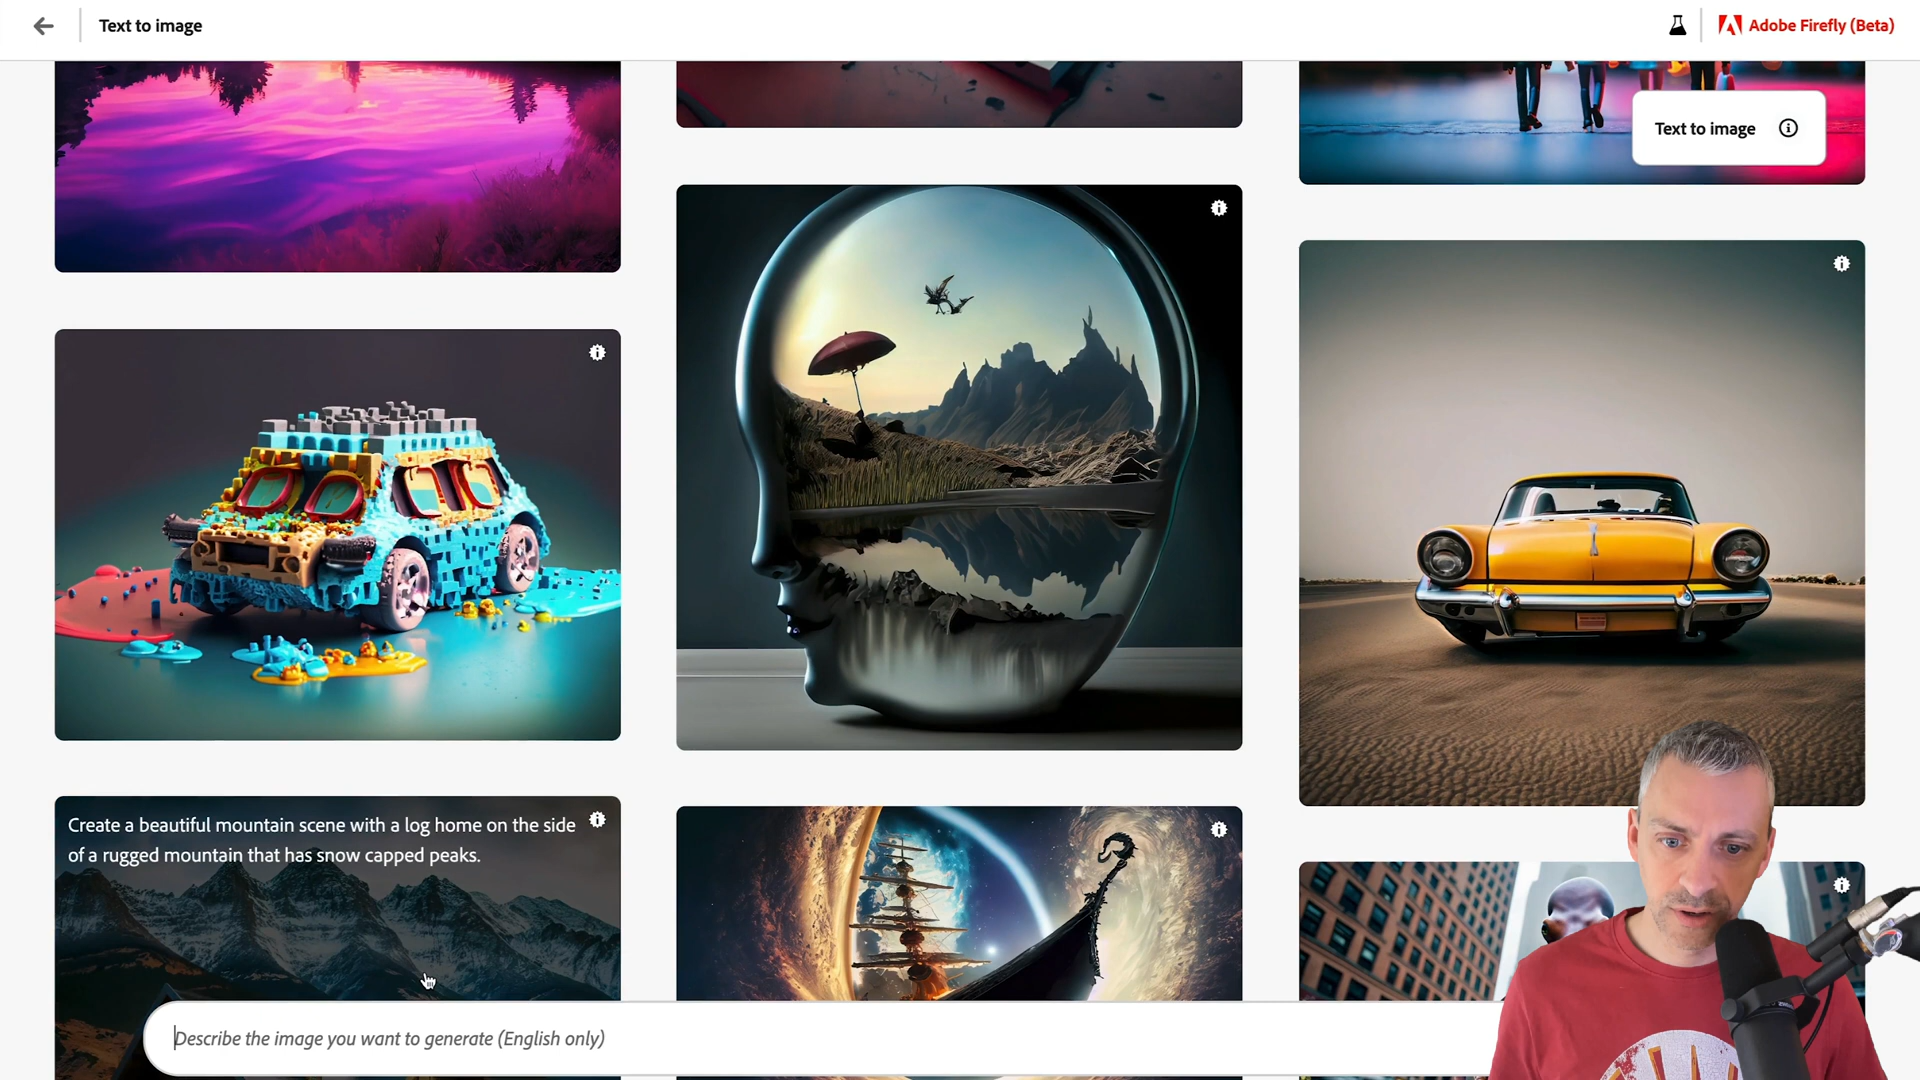 Text to image
Adobe Firefly (Beta)
Text to image
Create a beautiful mountain scene with a log home on the side
of a rugged mountain that has snow capped peaks.
Describe the image you want to generate (English only)